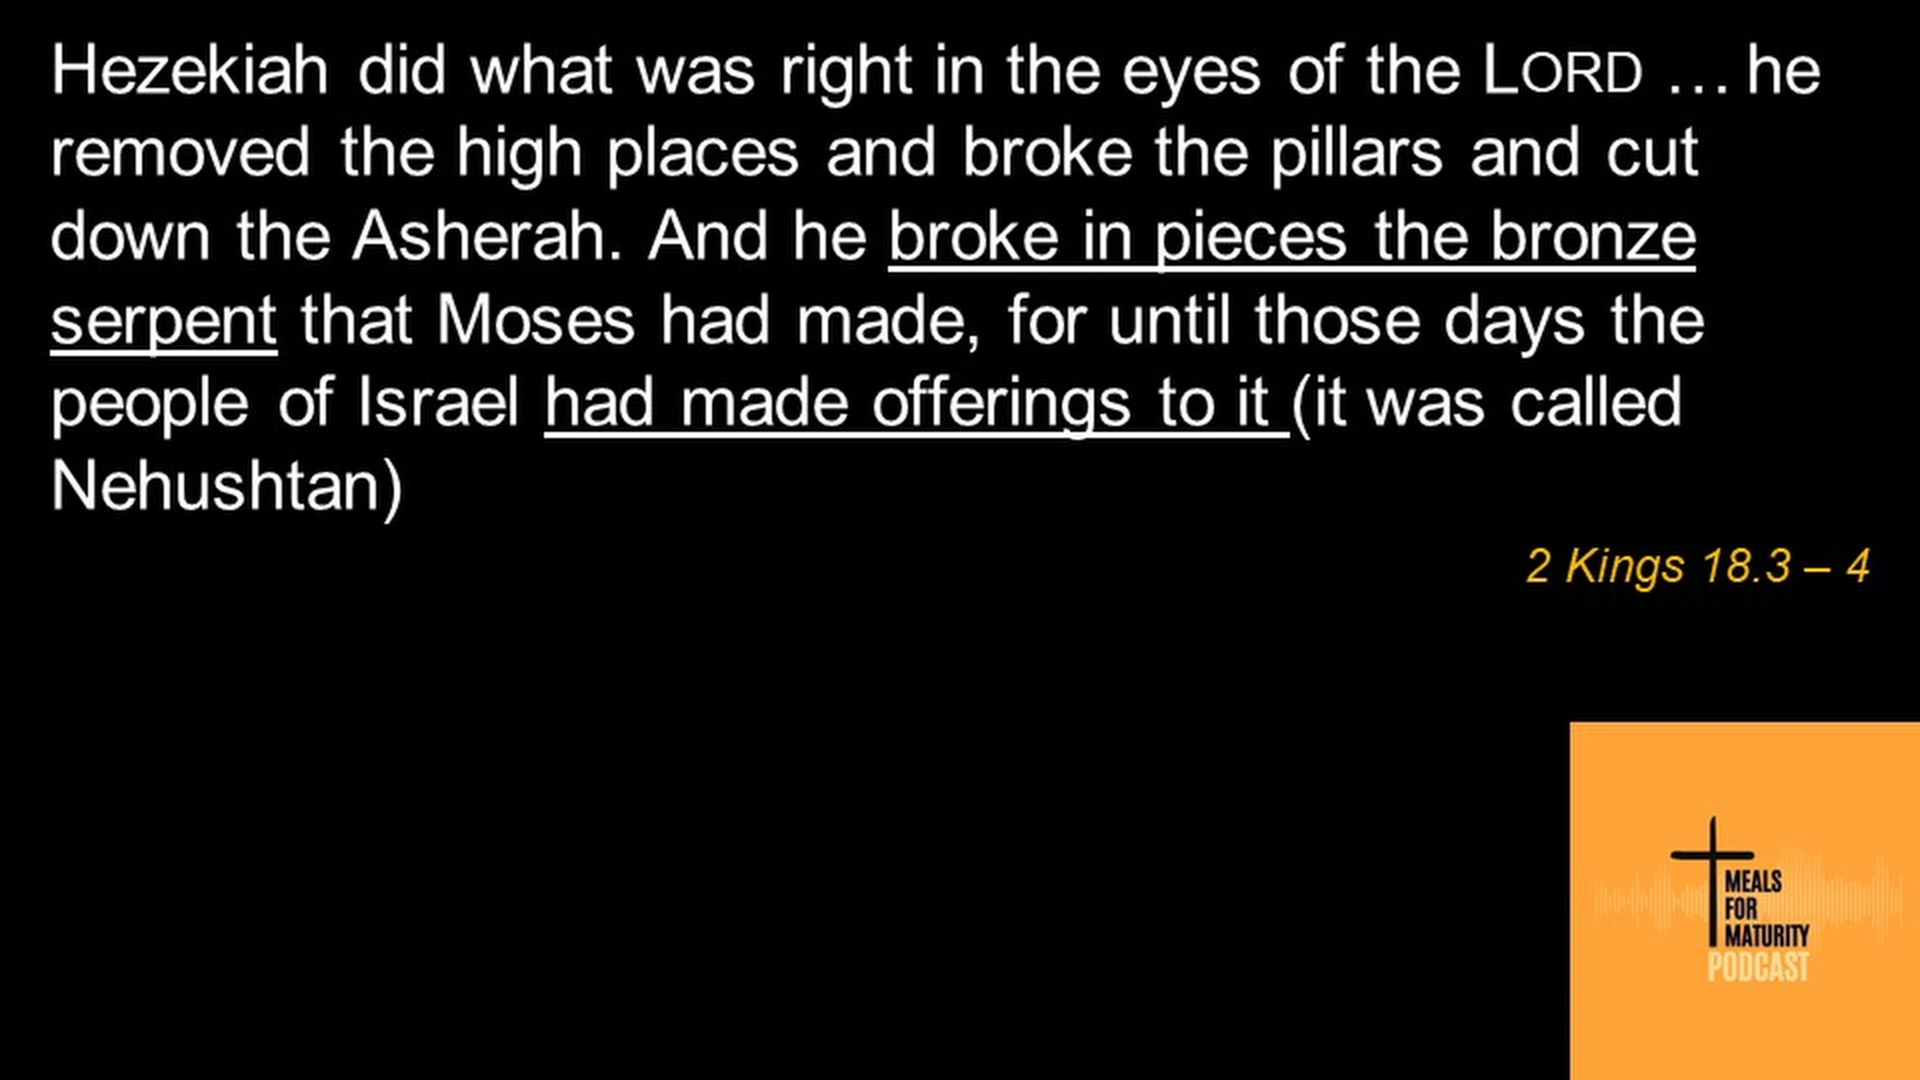 Hezekiah did what was right in the eyes of the LORD … he
removed the high places and broke the pillars and cut
down the Asherah. And he broke in pieces the bronze
serpent that Moses had made, for until those days the
people of Israel had made offerings to it (it was called
Nehushtan)
2 Kings 18.3 – 4
MEALS
FOR
MATURITY
PODCAST